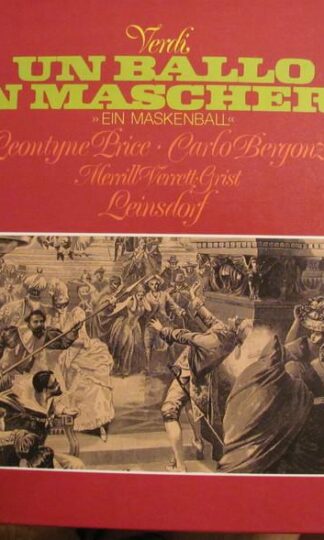 Verdi
UN BALLO
N MASCHER
»EIN MASKENBALL«
Leontyne Price · Carlo Bergonz
Merrill·Verrett·Grist
Leinsdorf